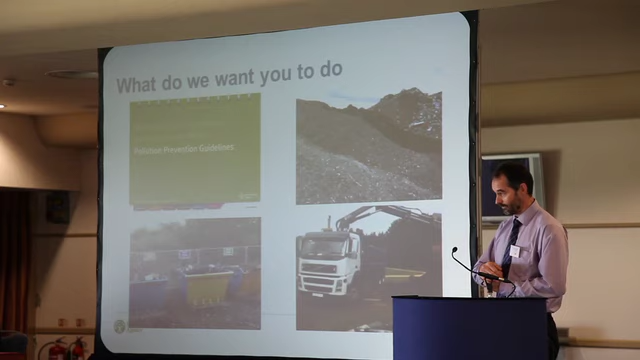 What do we want you to do
Pollution Prevention Guidelines